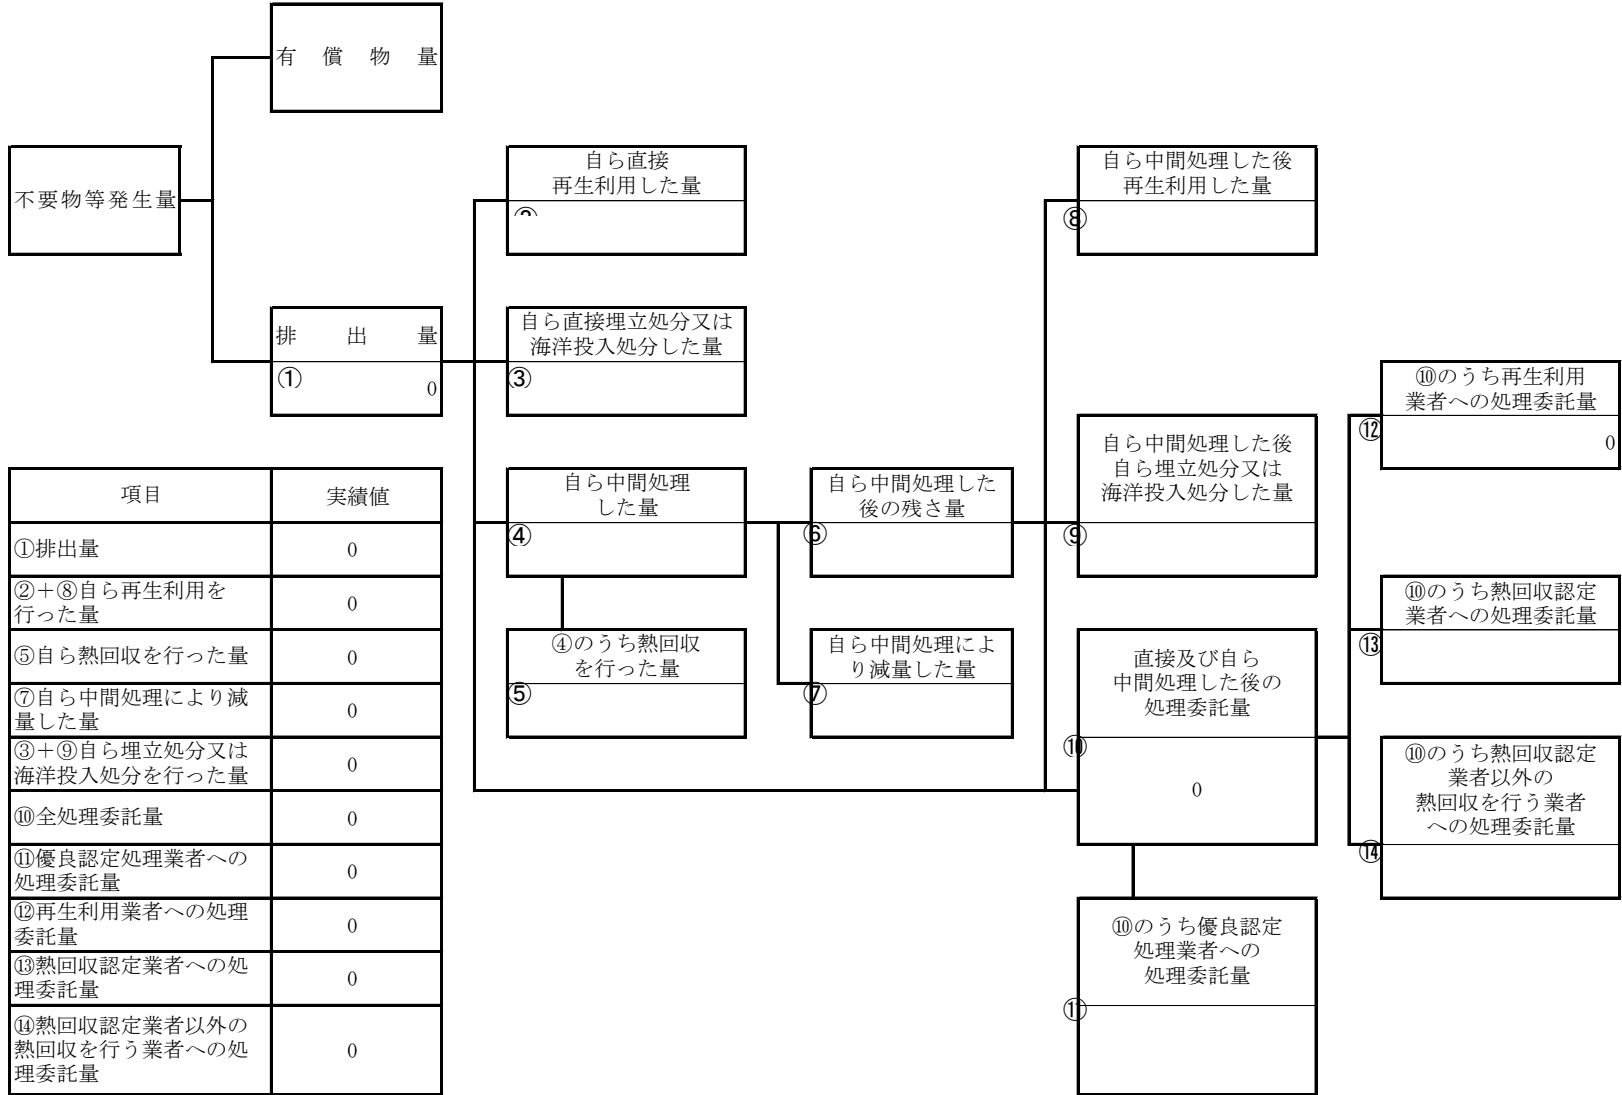 有償物量
不要物等発生量
排出量
①
0
自ら直接
再生利用した量
自ら直接埋立処分又は
海洋投入処分した量
③
自ら中間処理
した量
④
④のうち熱回収
を行った量
⑤
自ら中間処理した
後の残さ量
⑥
自ら中間処理によ
り減量した量
⑦
自ら中間処理した後
再生利用した量
⑧
自ら中間処理した後
自ら埋立処分又は
海洋投入処分した量
⑨
直接及び自ら
中間処理した後の
処理委託量
⑩
0
⑩のうち優良認定
処理業者への
処理委託量
⑪
⑩のうち再生利用
業者への処理委託量
⑫
0
⑩のうち熱回収認定
業者への処理委託量
⑬
⑩のうち熱回収認定
業者以外の
熱回収を行う業者
への処理委託量
⑭
項目 実績値
①排出量 0
②＋⑧自ら再生利用を
行った量 0
⑤自ら熱回収を行った量 0
⑦自ら中間処理により減
量した量 0
③＋⑨自ら埋立処分又は
海洋投入処分を行った量 0
⑩全処理委託量 0
⑪優良認定処理業者への
処理委託量 0
⑫再生利用業者への処理
委託量 0
⑬熱回収認定業者への処
理委託量 0
⑭熱回収認定業者以外の
熱回収を行う業者への処
理委託量 0